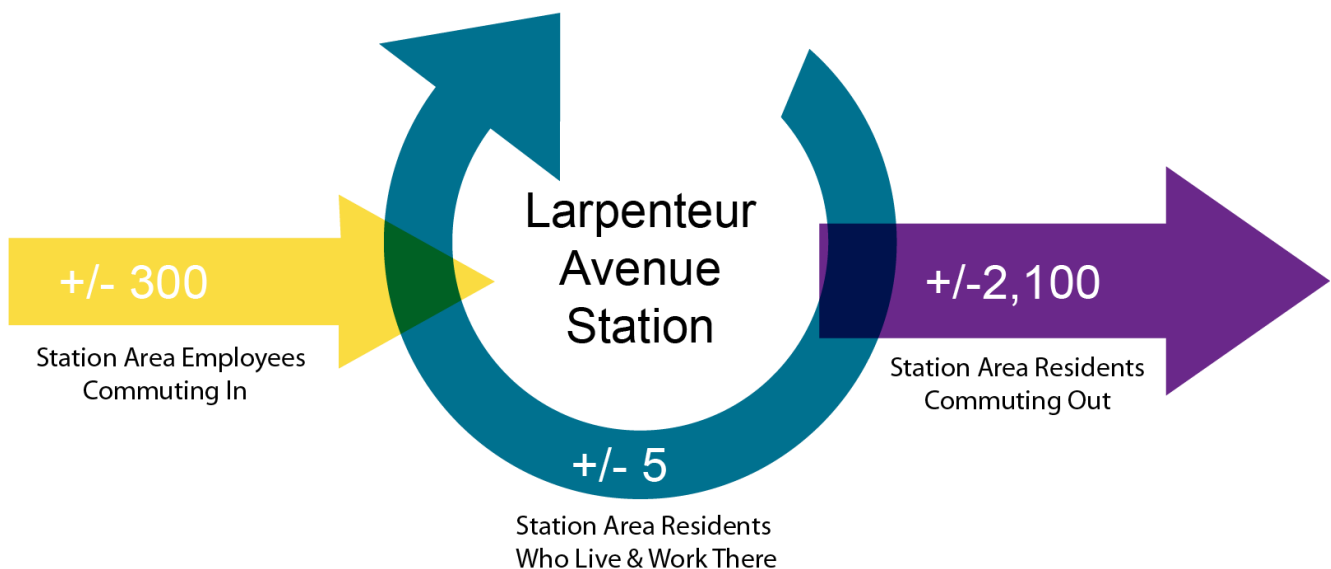 Larpenteur
Avenue
Station
+/- 300
Station Area Employees
Commuting In
+/-2,100
Station Area Residents
Commuting Out
+/- 5
Station Area Residents
Who Live & Work There